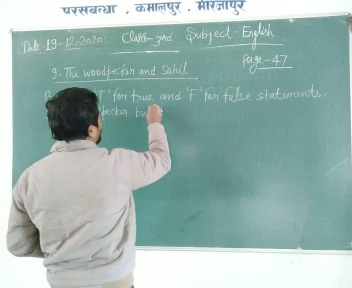 परसबन्धा . कमालपुर . मीरजापुर
Date - 19-12-2020 Class - 3rd Subject - English
Page - 47
9. The woodpecker and Sahil
'T' for true and 'F' for false statements.